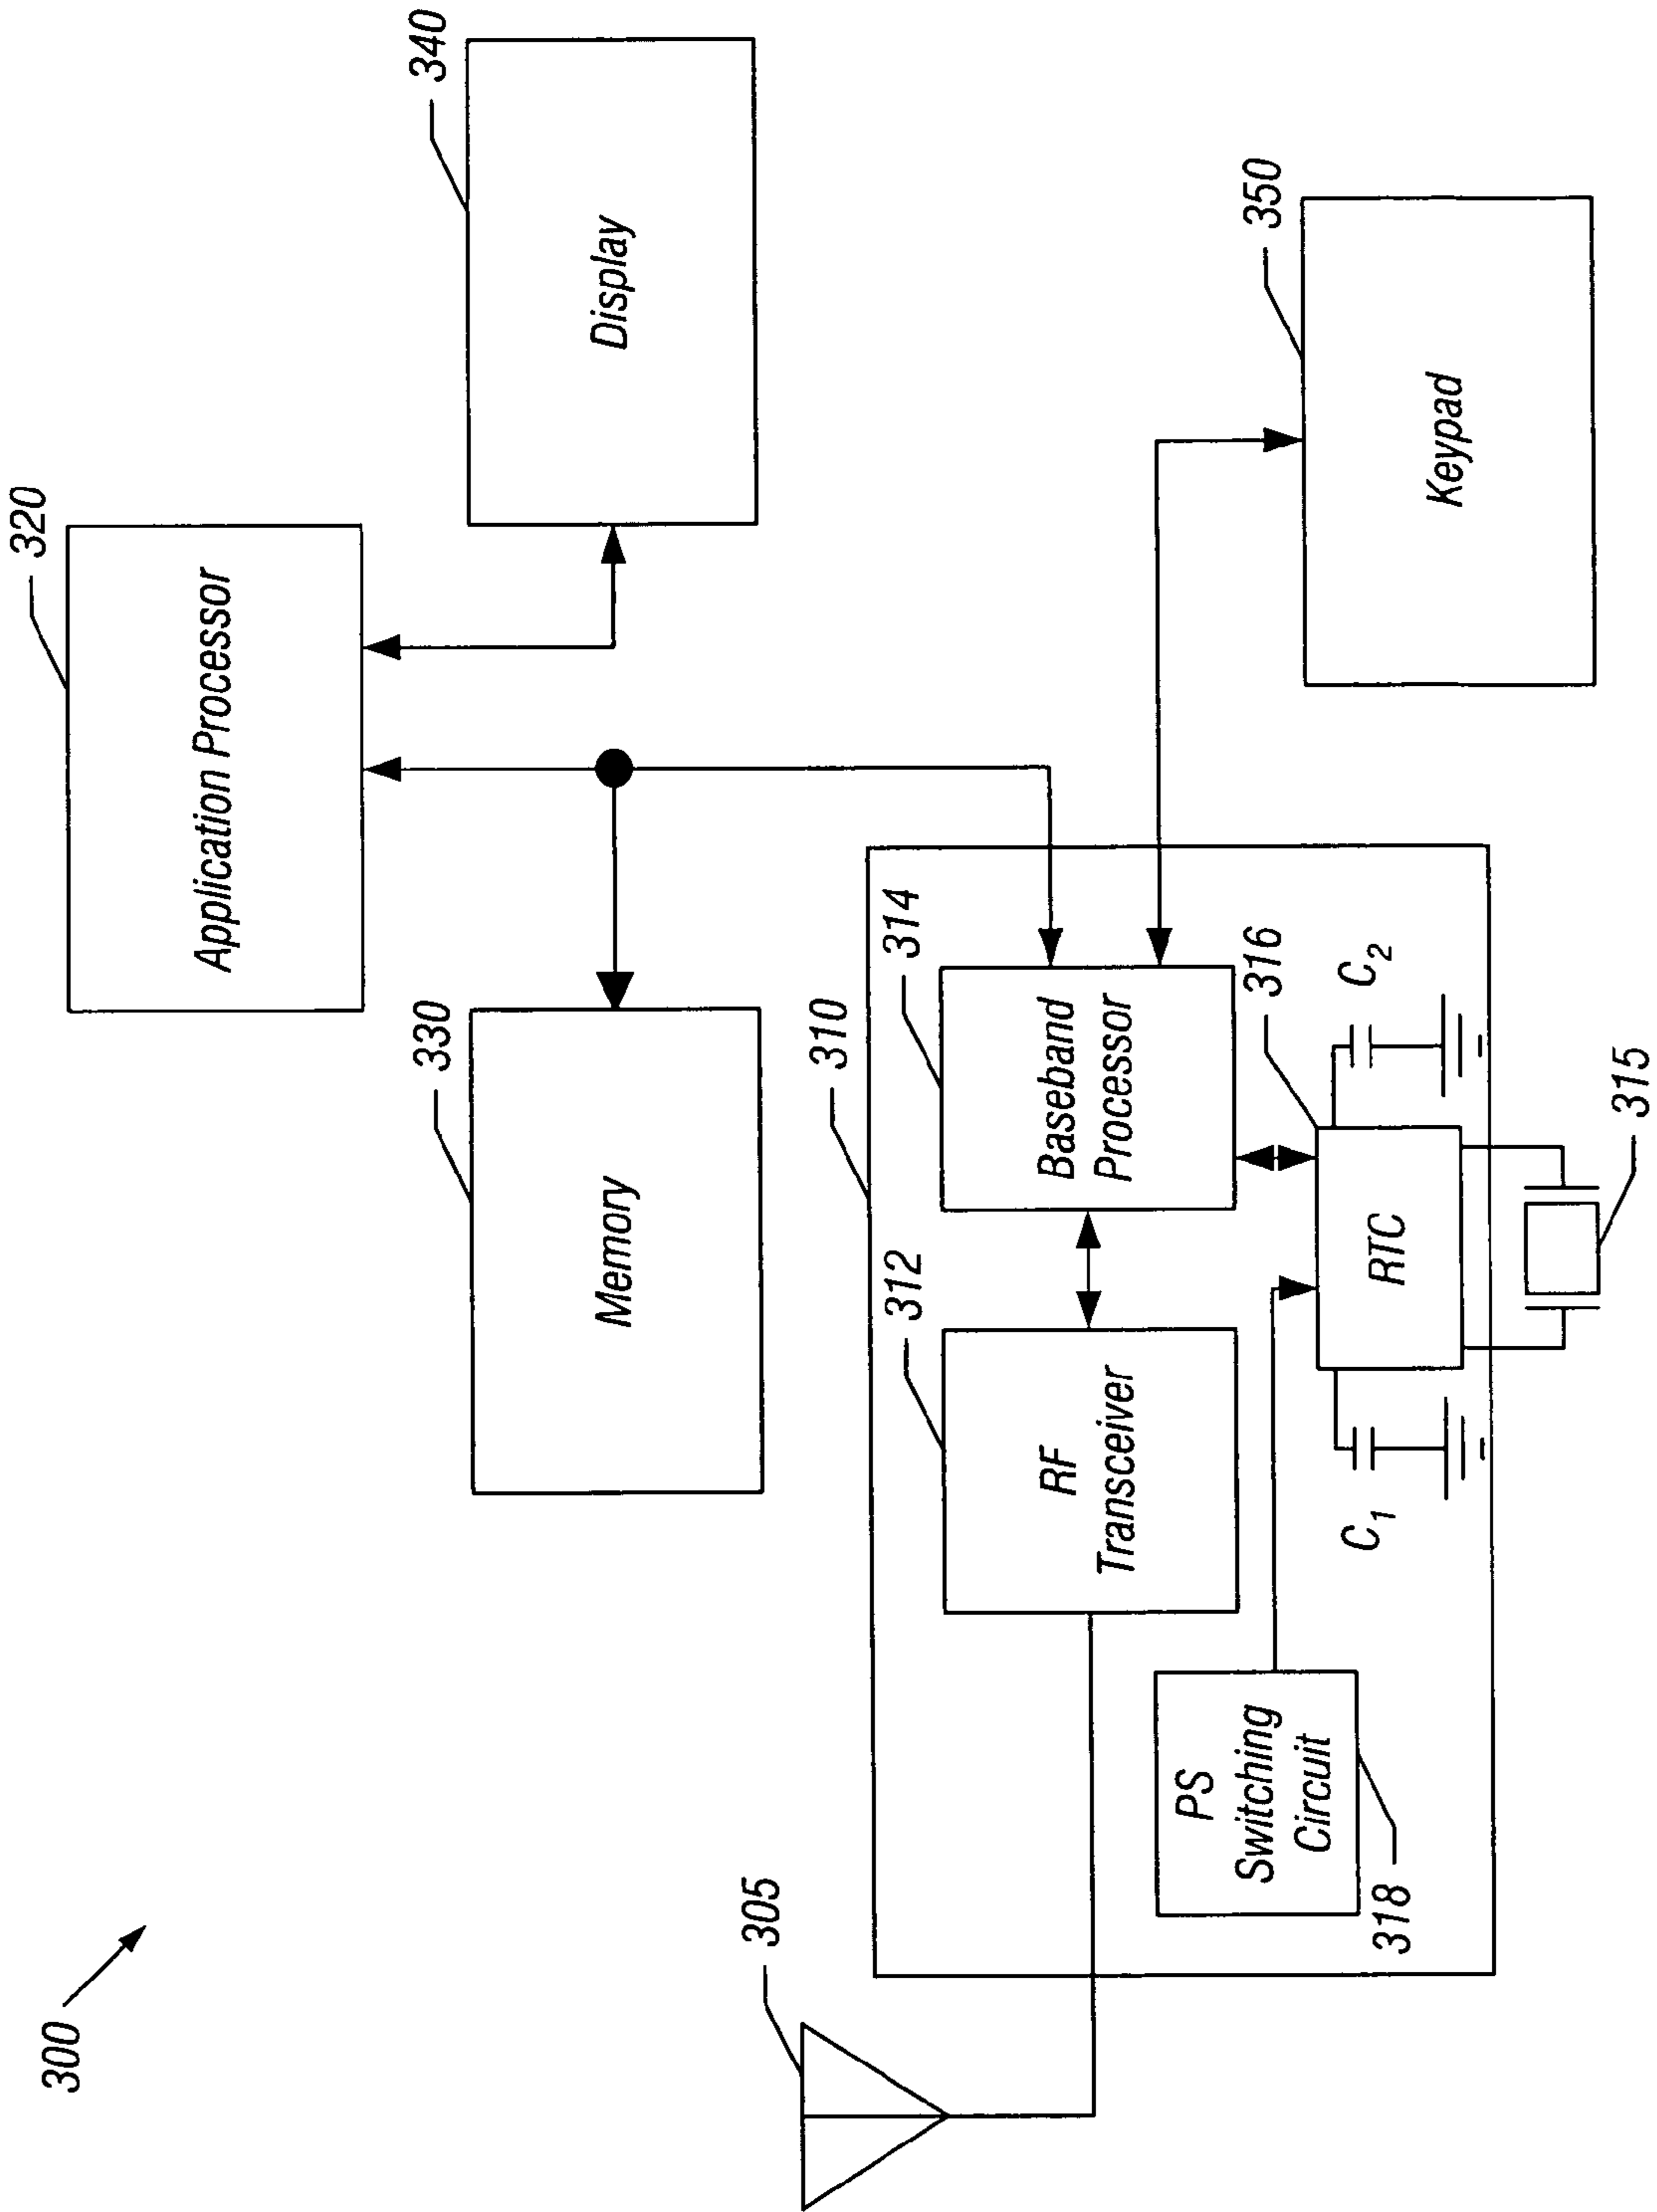 300
320
Application Processor
340
Display
330
Memory
305
310
312
RF
Transceiver
314
Baseband
Processor
350
Keypad
PS
Switching
Circuit
318
316
RTC
C1
C2
315